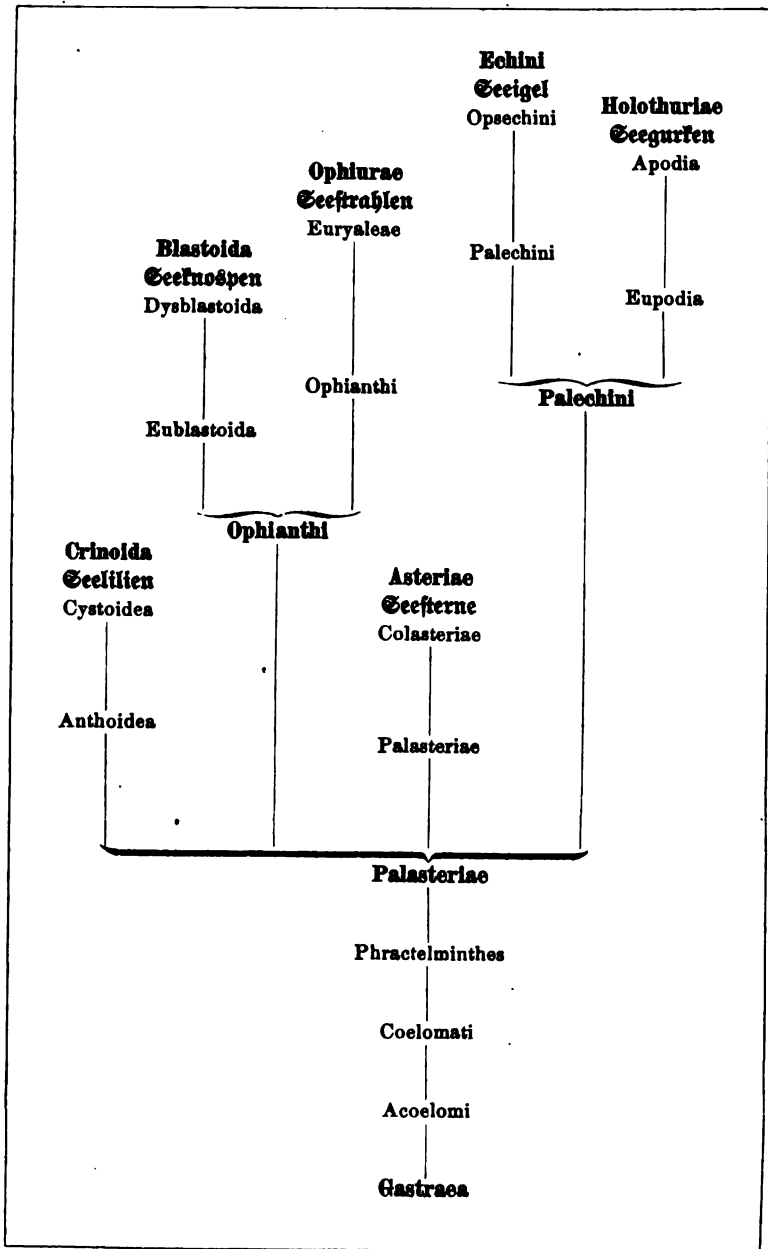 Echini
Seeigel
Opsechini
Holothuriae
Seegurken
Apodia
Ophiurae
Seestrahlen
Euryaleae
Blastoida
Seeknospen
Dysblastoida
Palechini
Eupodia
Ophianthi
Palechini
Eublastoida
Ophianthi
Crinoida
Seelilien
Cystoidea
Asteriae
Seesterne
Colasteriae
Anthoidea
Palasteriae
Palasteriae
Phractelminthes
Coelomati
Acoelomi
Gastraea